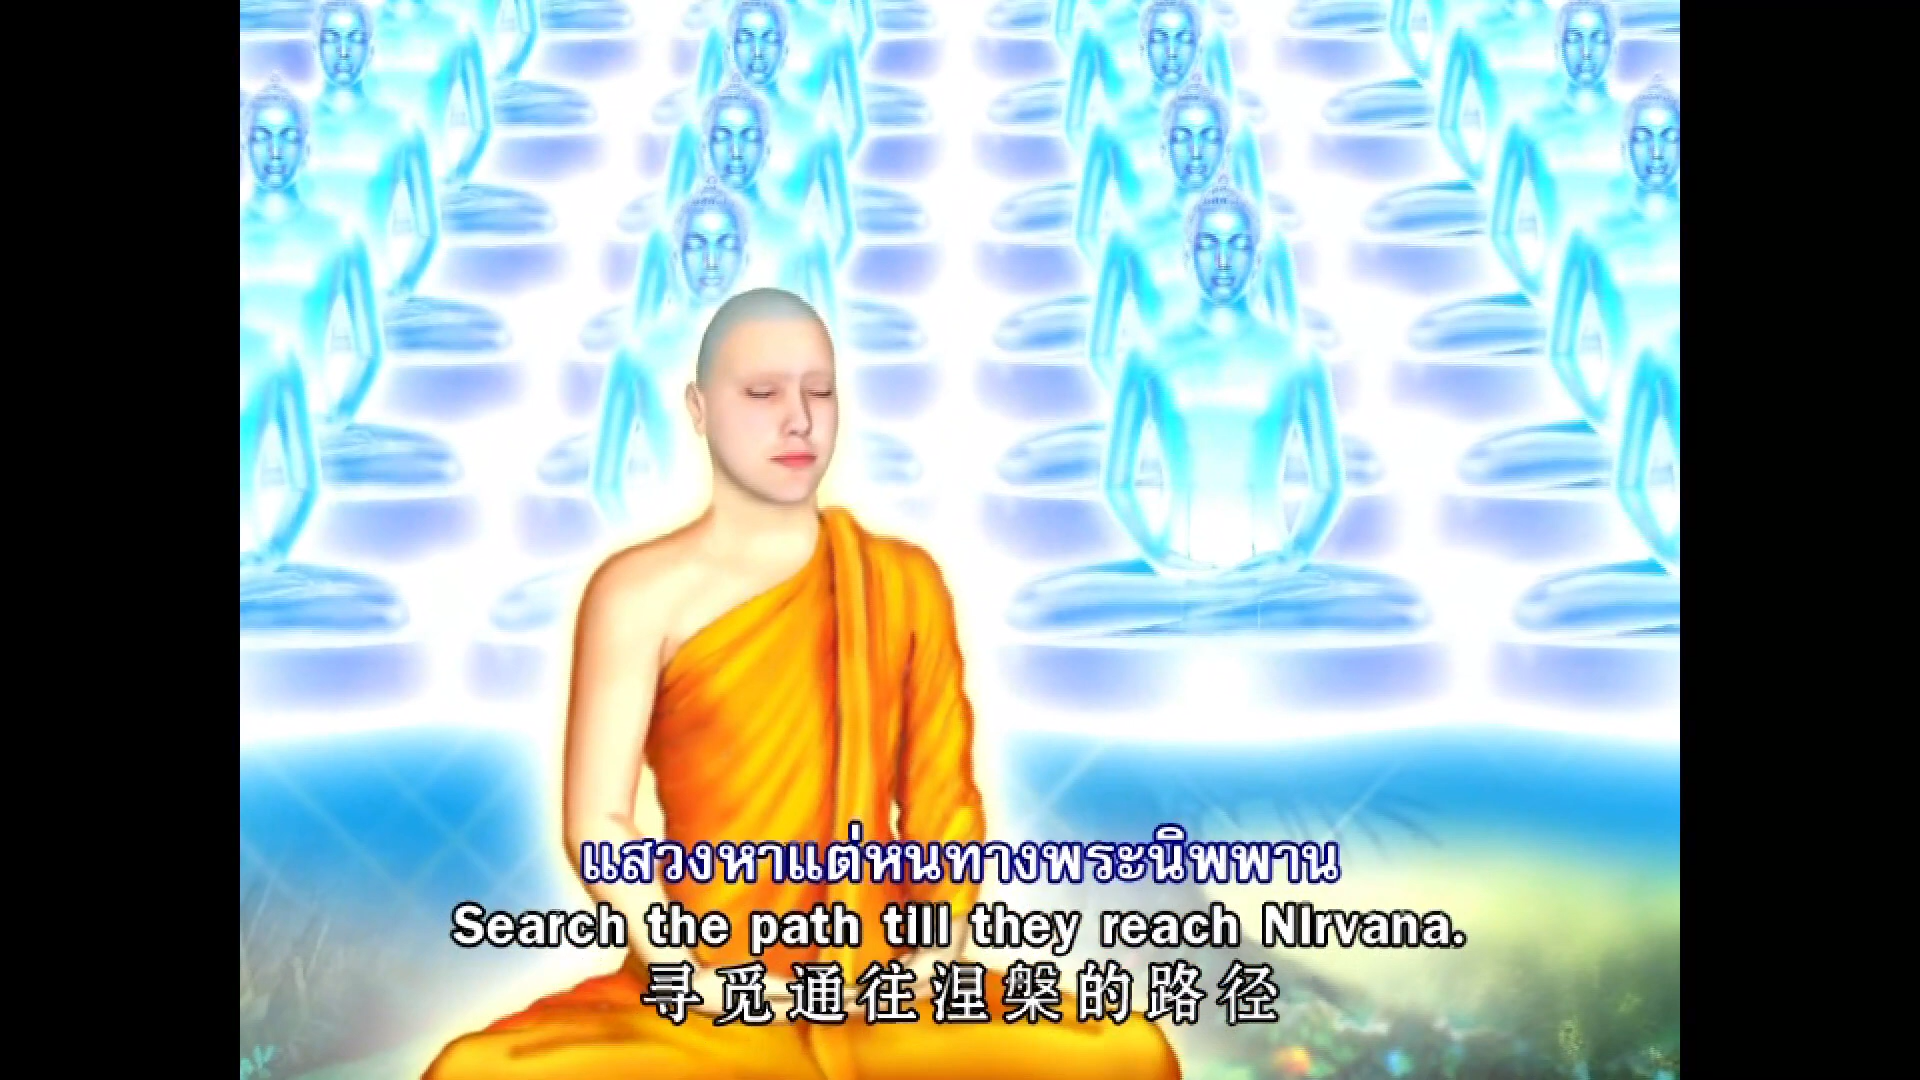 แสวงหาแต่หนทางพระนิพพาน
Search the path till they reach NIrvana.
寻觅通往涅槃的路径